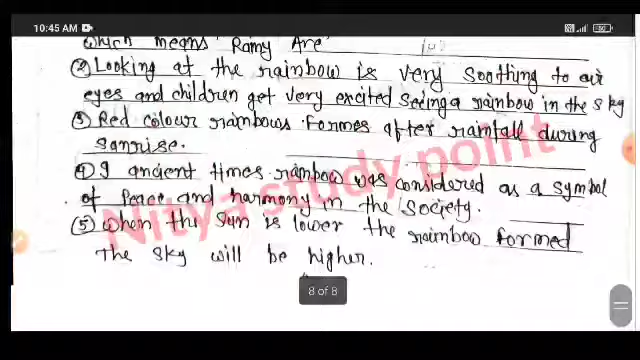 10:45 AM
which means Rainy Arc
② Looking at the rainbow is very soothing to our
eyes and children get very excited seeing a rainbow in the sky
③ Red colour rainbows formes after rainfall during
sanrise.
④ I ancient times rainbow was considered as a symbol
of Peace and harmony in the society.
⑤ When the sun is lower the rainbow formed
The sky will be higher.
Nitya study point
8 of 8